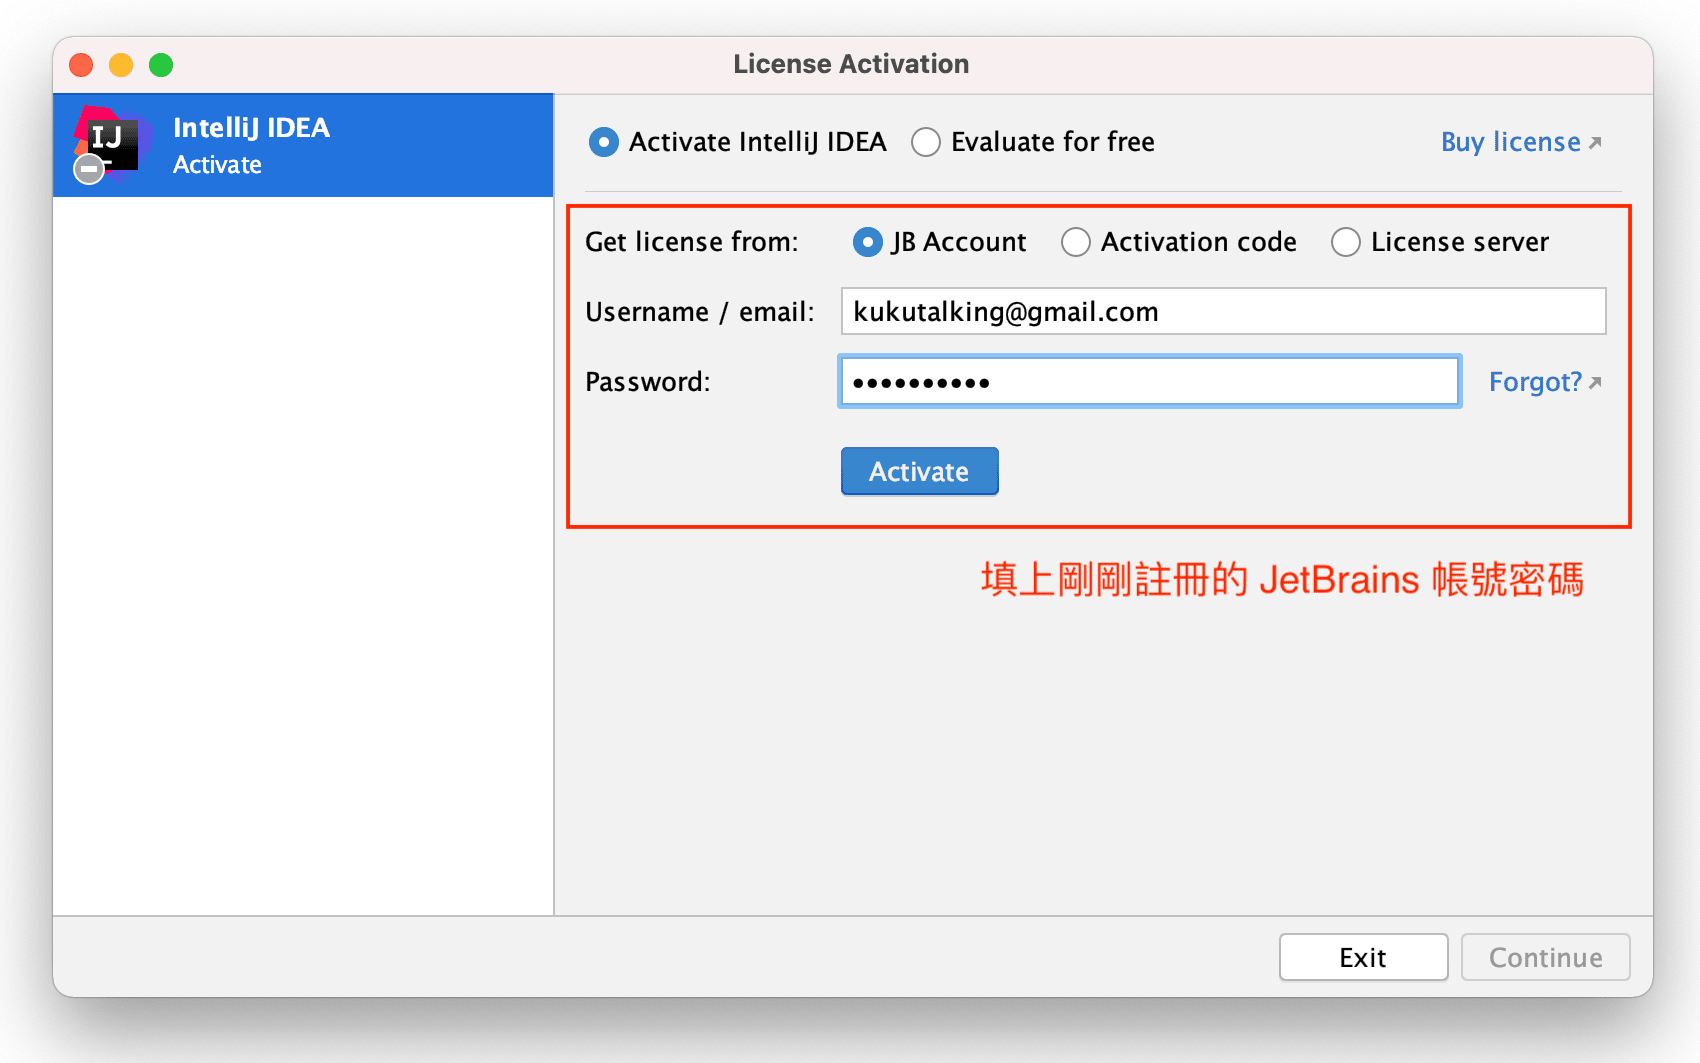 License Activation
IJ
IntelliJ IDEA
Activate
Activate IntelliJ IDEA Evaluate for free Buy license
Get license from: JB Account Activation code License server
Username / email: kukutalking@gmail.com
Password: •••••••••• Forgot?
Activate
填上剛剛註冊的 JetBrains 帳號密碼
Exit Continue